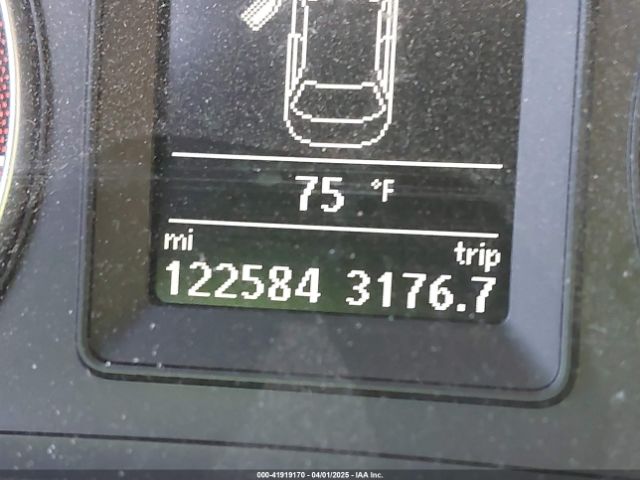 75 °F
mi trip
122584 3176.7
000-41919170 - 04/01/2025 - IAA Inc.